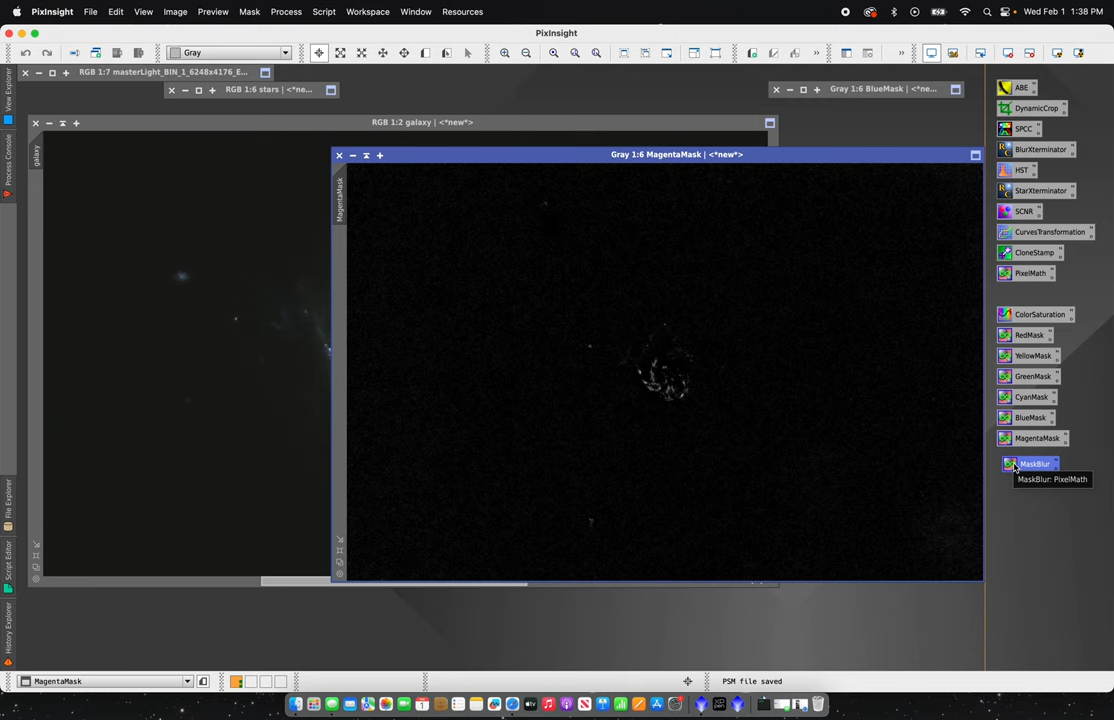 PixInsight File Edit View Image Preview Mask Process Script Workspace Window Resources Wed Feb 1 1:38 PM
PixInsight
Gray
RGB 1:7 masterLight_BIN_1_6248x4176_E...
RGB 1:6 stars | <*ne...
Gray 1:6 BlueMask | <*ne...
RGB 1:2 galaxy | <*new*>
Gray 1:6 MagentaMask | <*new*>
View Explorer
Process Console
File Explorer
Script Editor
History Explorer
galaxy
MagentaMask
ABE
DynamicCrop
SPCC
BlurXterminator
HST
StarXterminator
SCNR
CurvesTransformation
CloneStamp
PixelMath
ColorSaturation
RedMask
YellowMask
GreenMask
CyanMask
BlueMask
MagentaMask
MaskBlur
MaskBlur: PixelMath
MagentaMask
PSM file saved